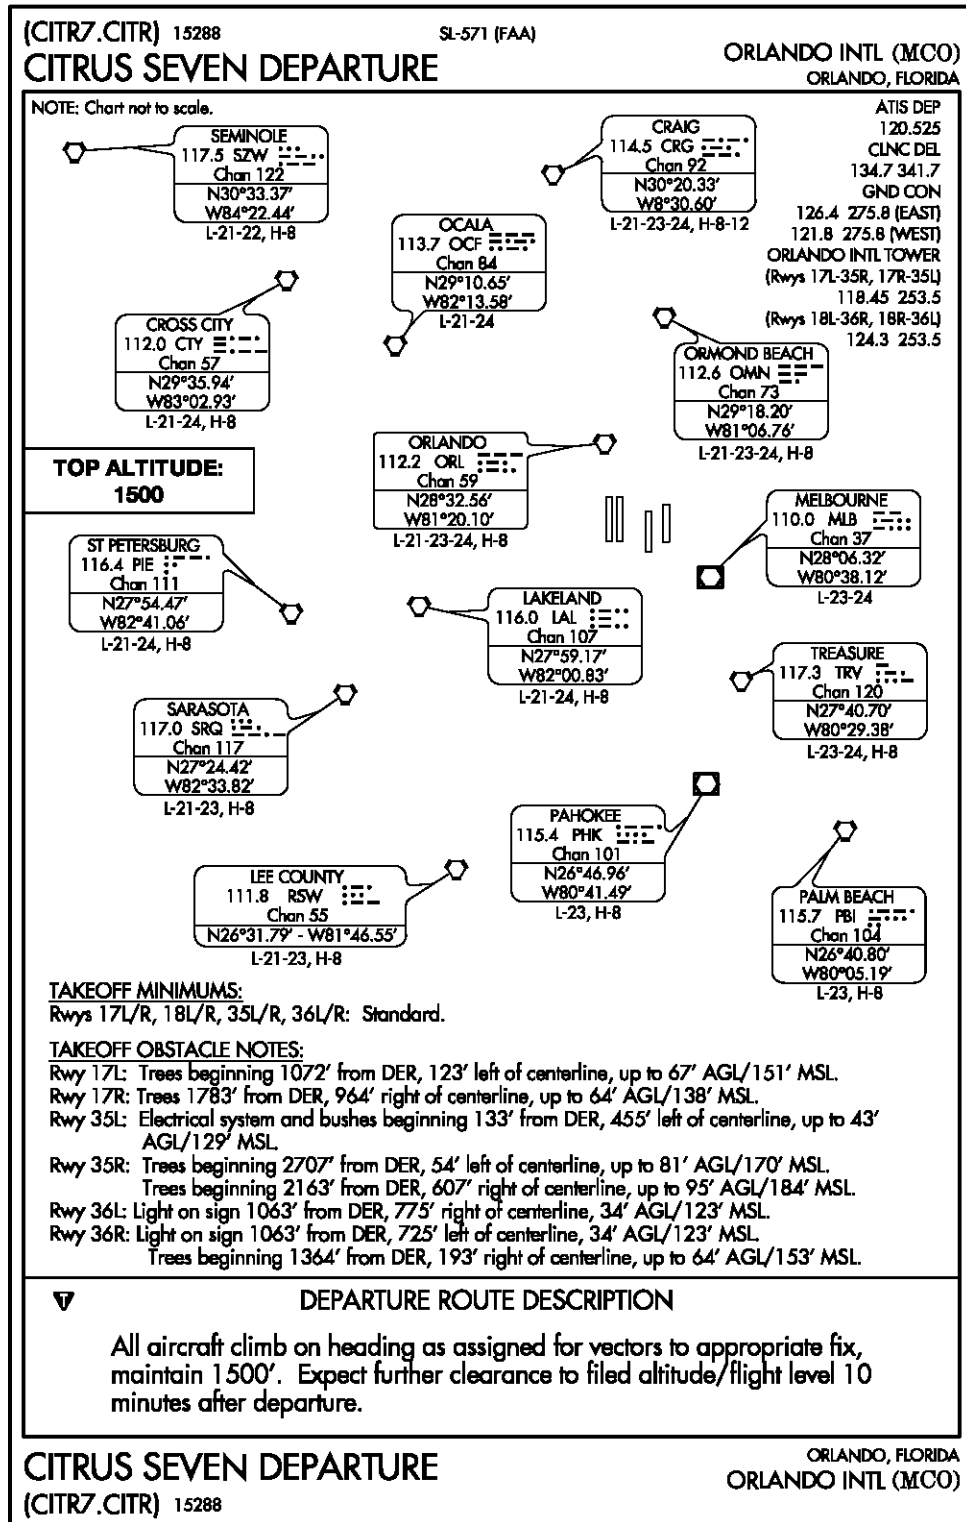 (CITR7.CITR) 15288
SL-571 (FAA)
CITRUS SEVEN DEPARTURE
ORLANDO INTL (MCO)
ORLANDO, FLORIDA
NOTE: Chart not to scale.
ATIS DEP
120.525
CLNC DEL
134.7 341.7
GND CON
126.4 275.8 (EAST)
121.8 275.8 (WEST)
ORLANDO INTL TOWER
(Rwys 17L-35R, 17R-35L)
118.45 253.5
(Rwys 18L-36R, 18R-36L)
124.3 253.5
SEMINOLE
117.5 SZW
Chan 122
N30°33.37'
W84°22.44'
L-21-22, H-8
CRAIG
114.5 CRG
Chan 92
N30°20.33'
W8°30.60'
L-21-23-24, H-8-12
OCALA
113.7 OCF
Chan 84
N29°10.65'
W82°13.58'
L-21-24
CROSS CITY
112.0 CTY
Chan 57
N29°35.94'
W83°02.93'
L-21-24, H-8
ORMOND BEACH
112.6 OMN
Chan 73
N29°18.20'
W81°06.76'
L-21-23-24, H-8
TOP ALTITUDE:
1500
ORLANDO
112.2 ORL
Chan 59
N28°32.56'
W81°20.10'
L-21-23-24, H-8
MELBOURNE
110.0 MLB
Chan 37
N28°06.32'
W80°38.12'
L-23-24
ST PETERSBURG
116.4 PIE
Chan 111
N27°54.47'
W82°41.06'
L-21-24, H-8
LAKELAND
116.0 LAL
Chan 107
N27°59.17'
W82°00.83'
L-21-24, H-8
TREASURE
117.3 TRV
Chan 120
N27°40.70'
W80°29.38'
L-23-24, H-8
SARASOTA
117.0 SRQ
Chan 117
N27°24.42'
W82°33.82'
L-21-23, H-8
PAHOKEE
115.4 PHK
Chan 101
N26°46.96'
W80°41.49'
L-23, H-8
LEE COUNTY
111.8 RSW
Chan 55
N26°31.79' - W81°46.55'
L-21-23, H-8
PALM BEACH
115.7 PBI
Chan 104
N26°40.80'
W80°05.19'
L-23, H-8
TAKEOFF MINIMUMS:
Rwys 17L/R, 18L/R, 35L/R, 36L/R: Standard.
TAKEOFF OBSTACLE NOTES:
Rwy 17L: Trees beginning 1072' from DER, 123' left of centerline, up to 67' AGL/151' MSL.
Rwy 17R: Trees 1783' from DER, 964' right of centerline, up to 64' AGL/138' MSL.
Rwy 35L: Electrical system and bushes beginning 133' from DER, 455' left of centerline, up to 43'
AGL/129' MSL.
Rwy 35R: Trees beginning 2707' from DER, 54' left of centerline, up to 81' AGL/170' MSL.
Trees beginning 2163' from DER, 607' right of centerline, up to 95' AGL/184' MSL.
Rwy 36L: Light on sign 1063' from DER, 775' right of centerline, 34' AGL/123' MSL.
Rwy 36R: Light on sign 1063' from DER, 725' left of centerline, 34' AGL/123' MSL.
Trees beginning 1364' from DER, 193' right of centerline, up to 64' AGL/153' MSL.
T
DEPARTURE ROUTE DESCRIPTION
All aircraft climb on heading as assigned for vectors to appropriate fix,
maintain 1500'. Expect further clearance to filed altitude/flight level 10
minutes after departure.
CITRUS SEVEN DEPARTURE
(CITR7.CITR) 15288
ORLANDO, FLORIDA
ORLANDO INTL (MCO)